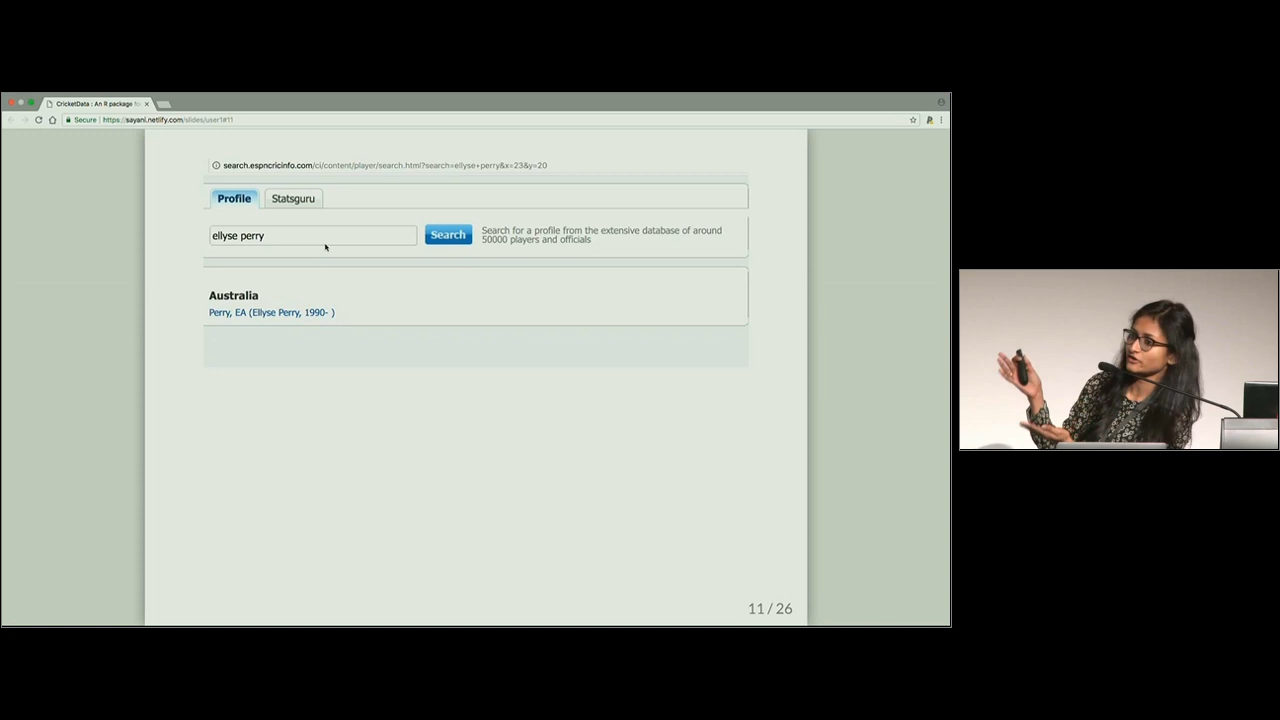 CricketData : An R package fo
Secure https://sayani.netlify.com/slides/user1#11
search.espncricinfo.com/ci/content/player/search.html?search=ellyse+perry&x=23&y=20
Profile Statsguru
ellyse perry Search Search for a profile from the extensive database of around
50000 players and officials
Australia
Perry, EA (Ellyse Perry, 1990- )
11 / 26